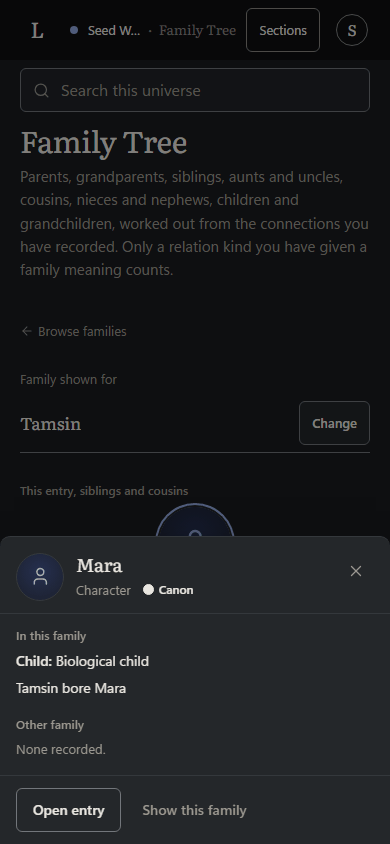 L
Seed W... · Family Tree
Sections
S
Search this universe
Family Tree
Parents, grandparents, siblings, aunts and uncles,
cousins, nieces and nephews, children and
grandchildren, worked out from the connections you
have recorded. Only a relation kind you have given a
family meaning counts.
← Browse families
Family shown for
Tamsin
Change
This entry, siblings and cousins
Mara
Character
Canon
In this family
Child: Biological child
Tamsin bore Mara
Other family
None recorded.
Open entry
Show this family